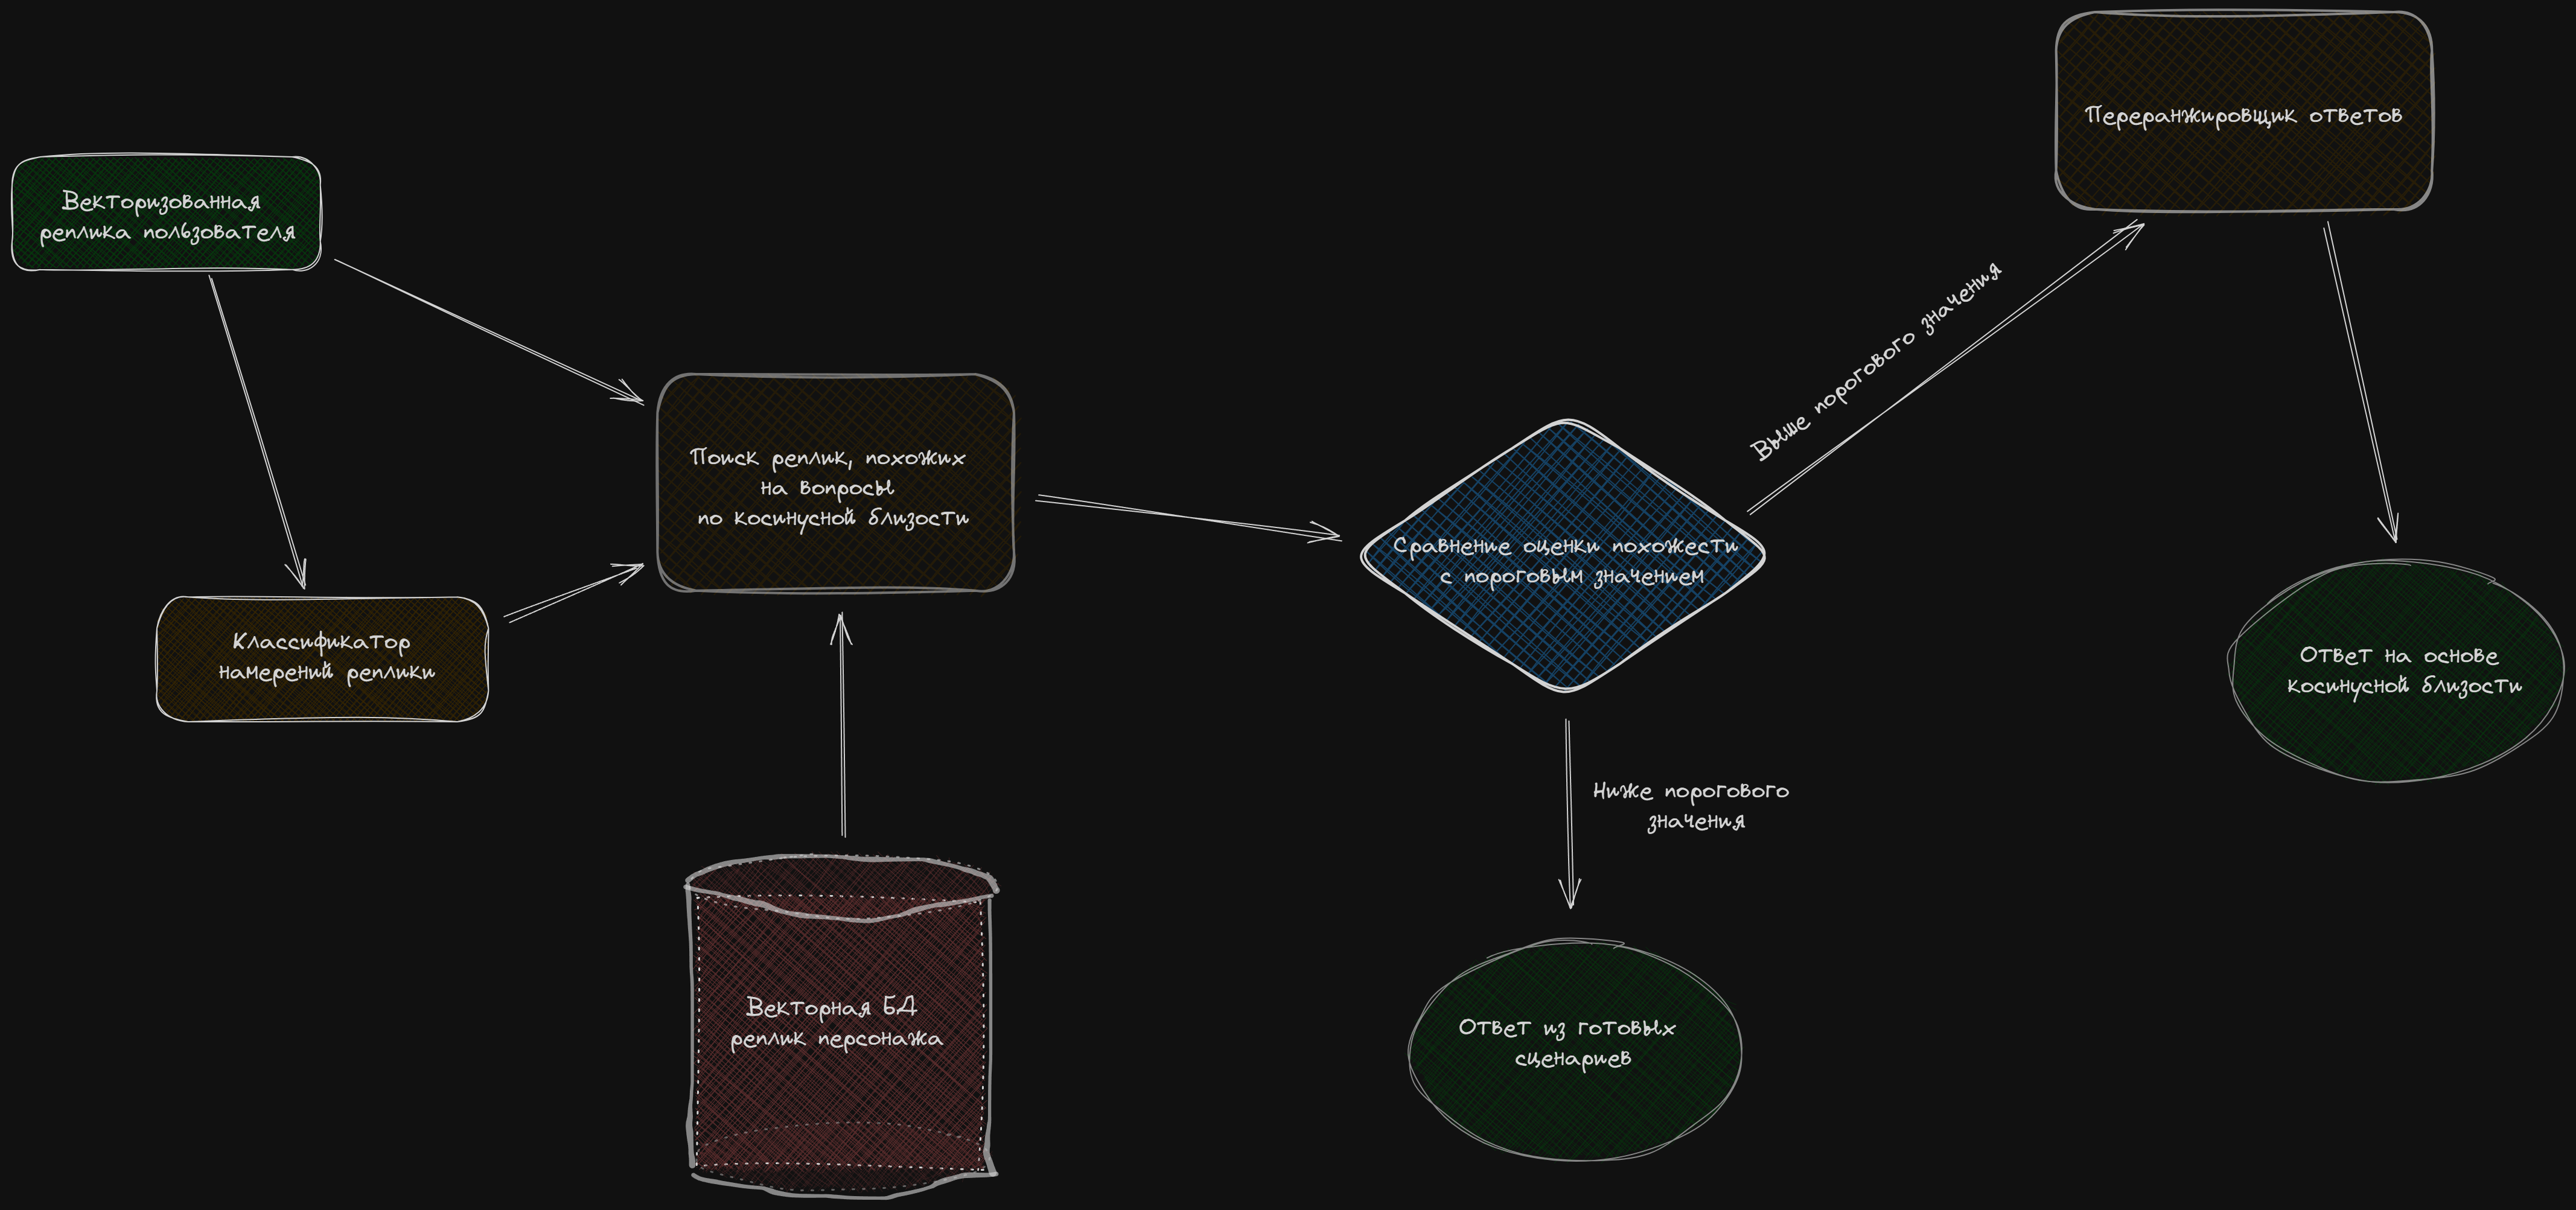 Переранжировщик ответов
Векторизованная
реплика пользователя
Выше порогового значения
Поиск реплик, похожих
на вопросы
по косинусной близости
Сравнение оценки похожести
с пороговым значением
Классификатор
намерений реплики
Ответ на основе
косинусной близости
Ниже порогового
значения
Векторная БД
реплик персонажа
Ответ из готовых
сценариев